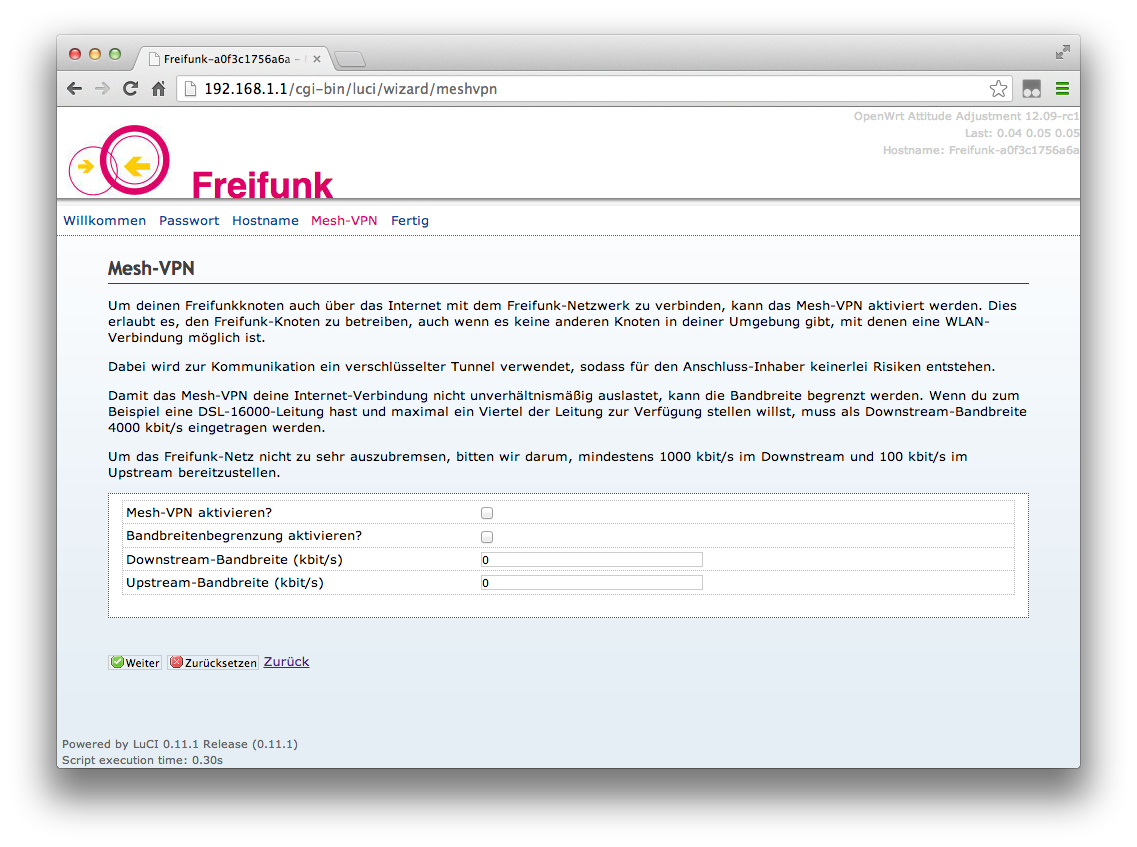 Freifunk-a0f3c1756a6a –
192.168.1.1/cgi-bin/luci/wizard/meshvpn
OpenWrt Attitude Adjustment 12.09-rc1
Last: 0.04 0.05 0.05
Hostname: Freifunk-a0f3c1756a6a
Freifunk
Willkommen Passwort Hostname Mesh-VPN Fertig
Mesh-VPN
Um deinen Freifunkknoten auch über das Internet mit dem Freifunk-Netzwerk zu verbinden, kann das Mesh-VPN aktiviert werden. Dies
erlaubt es, den Freifunk-Knoten zu betreiben, auch wenn es keine anderen Knoten in deiner Umgebung gibt, mit denen eine WLAN-
Verbindung möglich ist.
Dabei wird zur Kommunikation ein verschlüsselter Tunnel verwendet, sodass für den Anschluss-Inhaber keinerlei Risiken entstehen.
Damit das Mesh-VPN deine Internet-Verbindung nicht unverhältnismäßig auslastet, kann die Bandbreite begrenzt werden. Wenn du zum
Beispiel eine DSL-16000-Leitung hast und maximal ein Viertel der Leitung zur Verfügung stellen willst, muss als Downstream-Bandbreite
4000 kbit/s eingetragen werden.
Um das Freifunk-Netz nicht zu sehr auszubremsen, bitten wir darum, mindestens 1000 kbit/s im Downstream und 100 kbit/s im
Upstream bereitzustellen.
Mesh-VPN aktivieren?
Bandbreitenbegrenzung aktivieren?
Downstream-Bandbreite (kbit/s) 0
Upstream-Bandbreite (kbit/s) 0
Weiter Zurücksetzen Zurück
Powered by LuCI 0.11.1 Release (0.11.1)
Script execution time: 0.30s